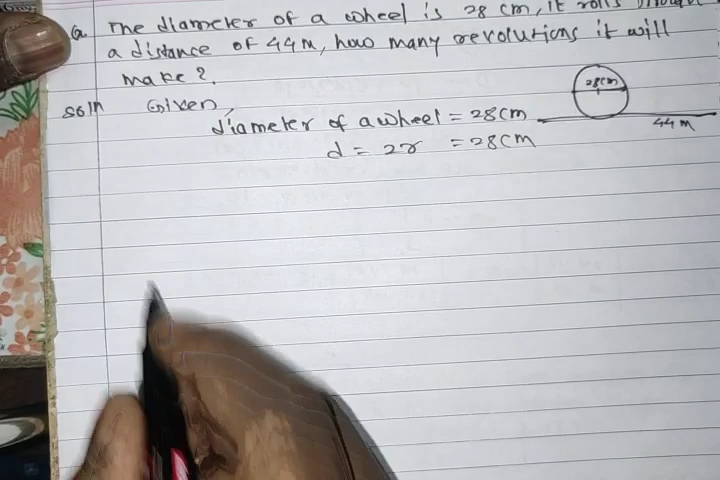 Q The diameter of a wheel is 28 cm, it rolls
a distance of 44m, how many revolutions it will
make ?.
Soln Given,
28cm
diameter of a wheel = 28cm
44m
d = 2r = 28cm